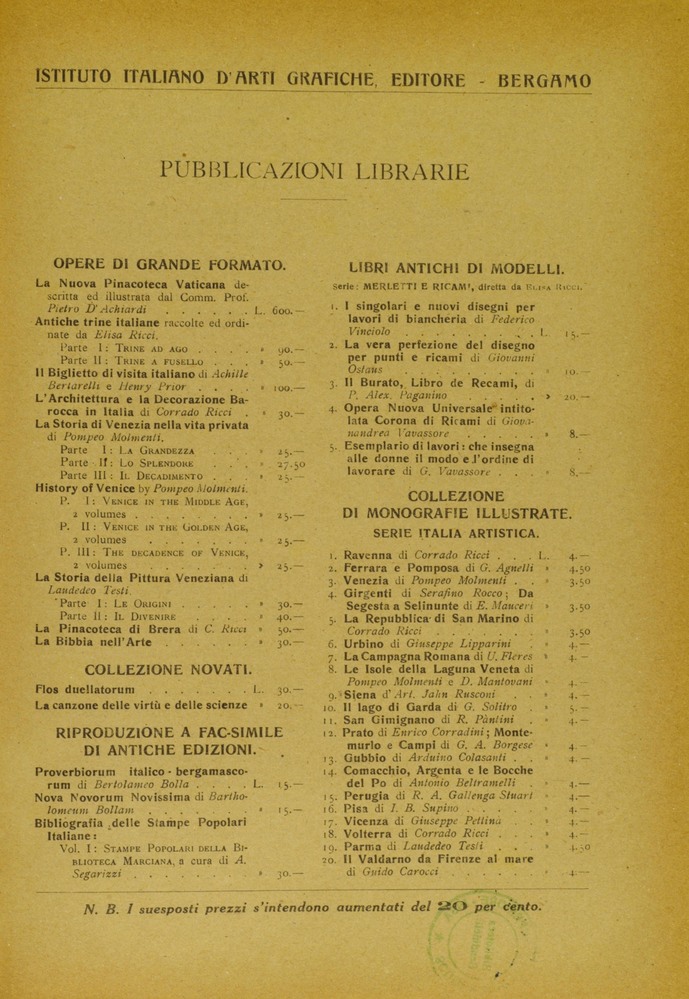 ISTITUTO ITALIANO D'ARTI GRAFICHE, EDITORE - BERGAMO
PUBBLICAZIONI LIBRARIE
OPERE DI GRANDE FORMATO.
La Nuova Pinacoteca Vaticana de-
scritta ed illustrata dal Comm. Prof.
Pietro D'Achiardi . . . . . . L. 600.—
Antiche trine italiane raccolte ed ordi-
nate da Elisa Ricci.
Parte I: TRINE AD AGO . . . . » 90.—
Parte II: TRINE A FUSELLO . . . » 50.—
Il Biglietto di visita italiano di Achille
Bertarelli e Henry Prior . . . . » 100.—
L'Architettura e la Decorazione Ba-
rocca in Italia di Corrado Ricci . » 30.—
La Storia di Venezia nella vita privata
di Pompeo Molmenti.
Parte I: LA GRANDEZZA . . . » 25.—
Parte II: LO SPLENDORE . . . » 27.50
Parte III: IL DECADIMENTO . . . » 25.—
History of Venice by Pompeo Molmenti.
P. I: VENICE IN THE MIDDLE AGE,
2 volumes . . . . . . . . » 25.—
P. II: VENICE IN THE GOLDEN AGE,
2 volumes . . . . . . . » 25.—
P. III: THE DECADENCE OF VENICE,
2 volumes . . . . . . . » 25.—
La Storia della Pittura Veneziana di
Laudedeo Testi.
Parte I: LE ORIGINI . . . . . » 30.—
Parte II: IL DIVENIRE . . . . » 40.—
La Pinacoteca di Brera di C. Ricci » 50.—
La Bibbia nell'Arte . . . . . . » 30.—
COLLEZIONE NOVATI.
Flos duellatorum . . . . . . . L. 30.—
La canzone delle virtù e delle scienze » 20.—
RIPRODUZIONE A FAC-SIMILE
DI ANTICHE EDIZIONI.
Proverbiorum italico - bergamasco-
rum di Bertolameo Bolla . . . . L. 15.—
Nova Novorum Novissima di Bartho-
lomeum Bollam . . . . . . . » 15.—
Bibliografia delle Stampe Popolari
Italiane:
Vol. I: STAMPE POPOLARI DELLA BI-
BLIOTECA MARCIANA, a cura di A.
Segarizzi . . . . . . . . » 30.—
LIBRI ANTICHI DI MODELLI.
Serie: MERLETTI E RICAMI, diretta da ELISA RICCI.
1. I singolari e nuovi disegni per
lavori di biancheria di Federico
Vinciolo . . . . . . . . L. 15.—
2. La vera perfezione del disegno
per punti e ricami di Giovanni
Ostaus . . . . . . . . » 10.—
3. Il Burato, Libro de Recami, di
P. Alex. Paganino . . . . . » 20.—
4. Opera Nova Universale intito-
lata Corona di Ricami di Giova-
nandrea Vavassore . . . . . » 8.—
5. Esemplario di lavori: che insegna
alle donne il modo e l'ordine di
lavorare di G. Vavassore . . . » 8.—
COLLEZIONE
DI MONOGRAFIE ILLUSTRATE.
SERIE ITALIA ARTISTICA.
1. Ravenna di Corrado Ricci . . . L. 4.—
2. Ferrara e Pomposa di G. Agnelli » 4.50
3. Venezia di Pompeo Molmenti . . » 3.50
4. Girgenti di Serafino Rocco; Da
Segesta a Selinunte di E. Mauceri » 3.50
5. La Repubblica di San Marino di
Corrado Ricci . . . . . . . 3.50
6. Urbino di Giuseppe Lipparini . . » 4.—
7. La Campagna Romana di U. Fleres » 4.—
8. Le Isole della Laguna Veneta di
Pompeo Molmenti e D. Mantovani » 4.—
9. Siena d'Art. Jahn Rusconi . . » 4.—
10. Il lago di Garda di G. Solitro . » 5.—
11. San Gimignano di R. Pàntini . » 4.—
12. Prato di Enrico Corradini; Monte-
murlo e Campi di G. A. Borgese » 4.—
13. Gubbio di Arduino Colasanti . . » 4.—
14. Comacchio, Argenta e le Bocche
del Po di Antonio Beltramelli . » 4.—
15. Perugia di R. A. Gallenga Stuart » 4.—
16. Pisa di I. B. Supino . . . . » 4.—
17. Vicenza di Giuseppe Pettinà . . » 4.—
18. Volterra di Corrado Ricci . . . » 4.—
19. Parma di Laudedeo Testi . . . » 4.50
20. Il Valdarno da Firenze al mare
di Guido Carocci . . . . . » 4.—
N. B. I suesposti prezzi s'intendono aumentati del 20 per cento.